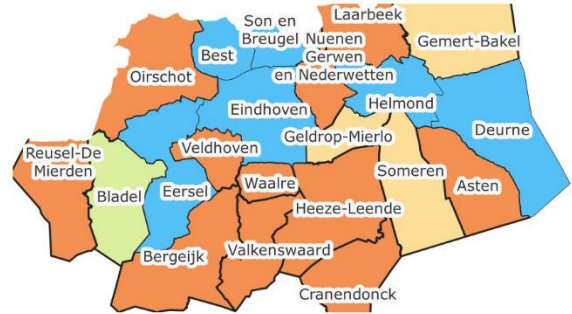 Laarbeek
Son en
Breugel
Nuenen
Gerwen
en Nederwetten
Gemert-Bakel
Best
Oirschot
Eindhoven
Helmond
Deurne
Veldhoven
Geldrop-Mierlo
Reusel-De
Mierden
Bladel
Eersel
Waalre
Someren
Asten
Heeze-Leende
Bergeijk
Valkenswaard
Cranendonck